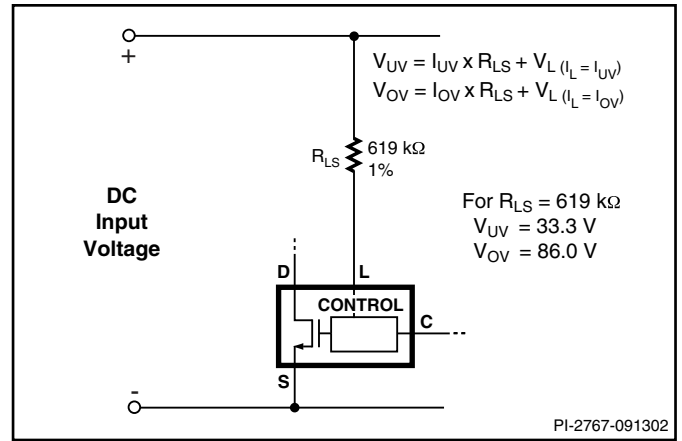 +
V_UV = I_UV x R_LS + V_L (I_L = I_UV)
V_OV = I_OV x R_LS + V_L (I_L = I_OV)
R_LS
619 kΩ
1%
DC
Input
Voltage
For R_LS = 619 kΩ
V_UV = 33.3 V
V_OV = 86.0 V
D
L
CONTROL
C
S
-
PI-2767-091302